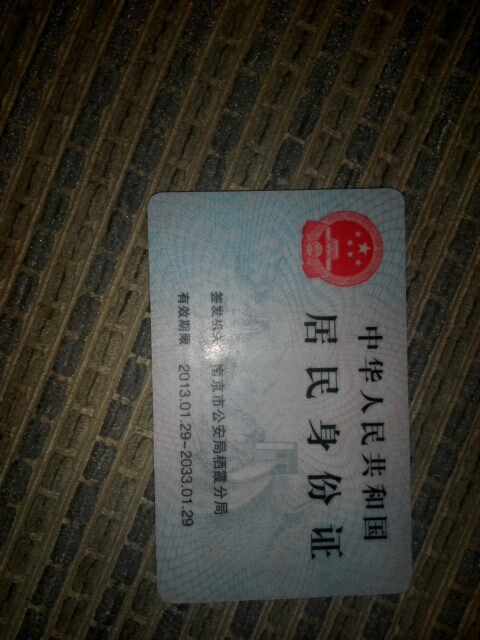 中华人民共和国
居民身份证
签发机关 南京市公安局栖霞分局
有效期限 2013.01.29-2033.01.29